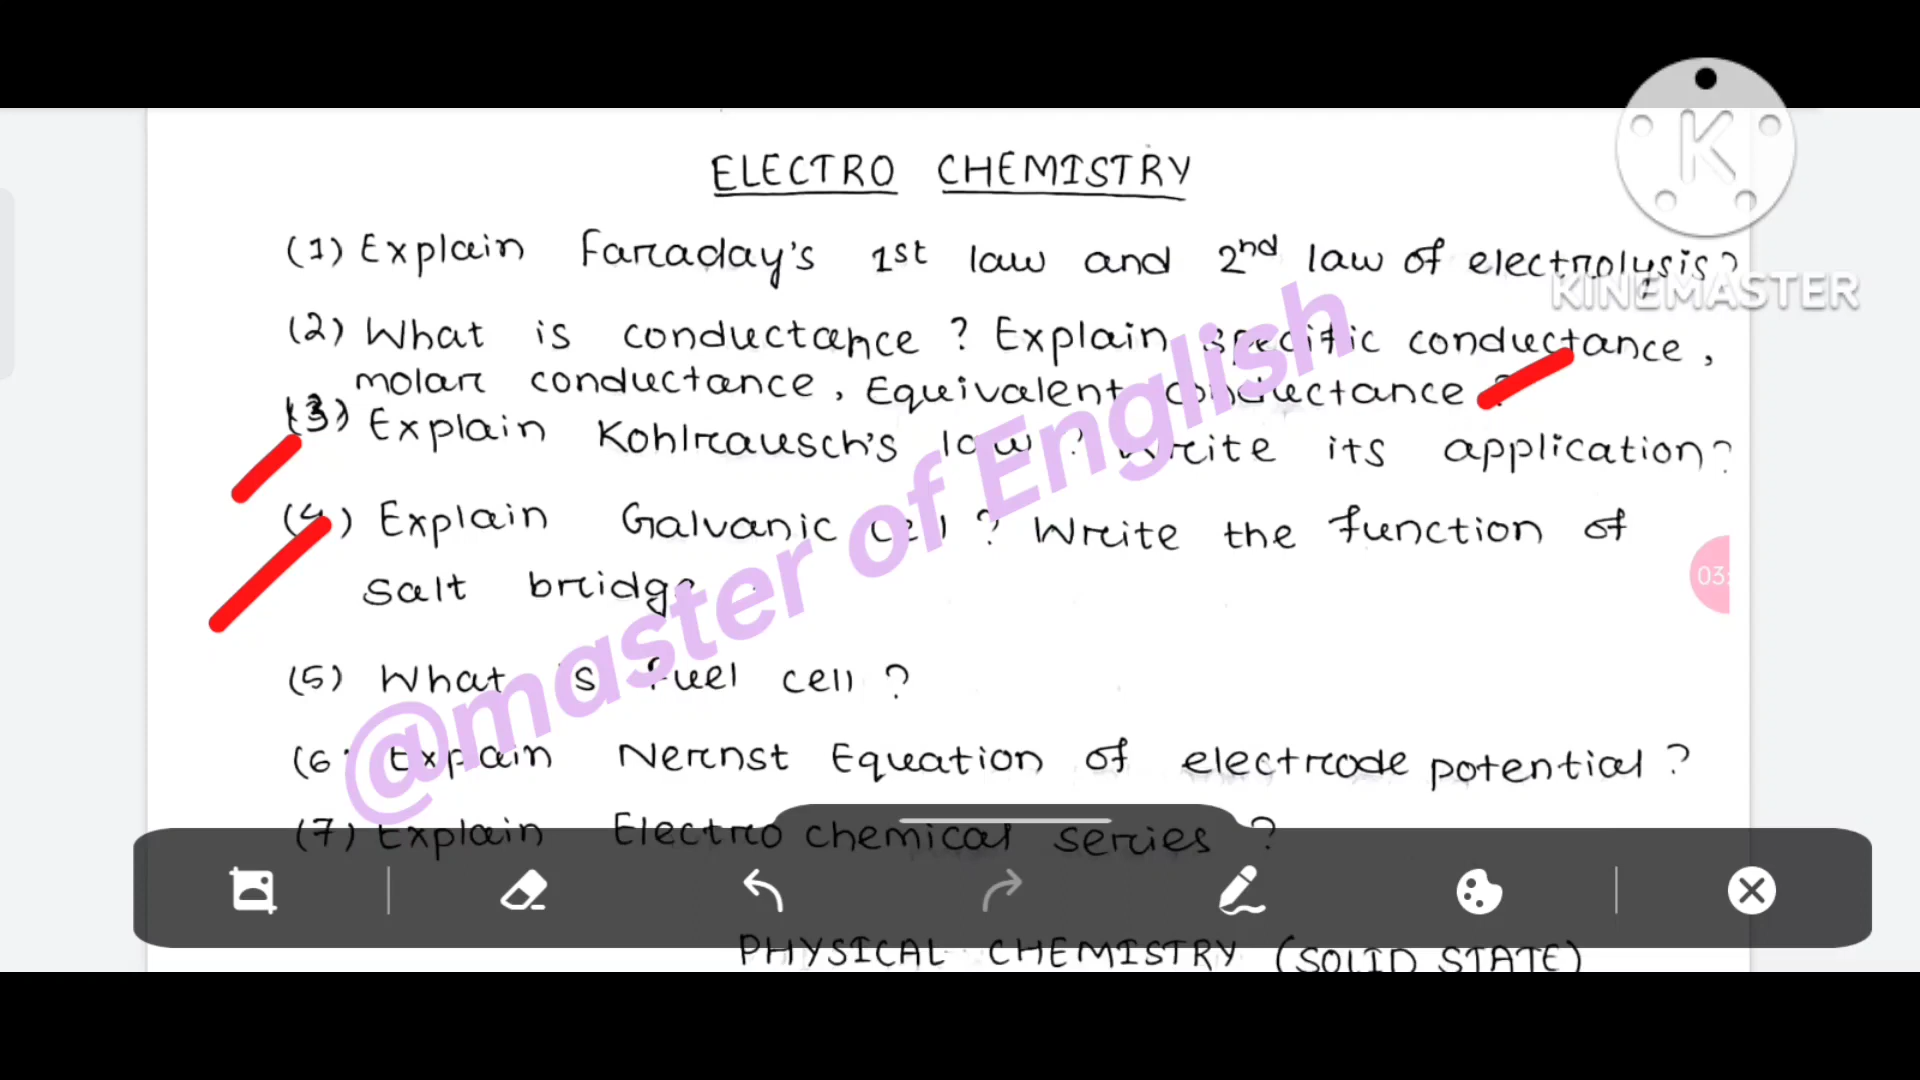 ELECTRO CHEMISTRY
(1) Explain Faraday's 1st law and 2nd law of electrolysis?
KINEMASTER
(2) What is conductance ? Explain specific conductance,
molar conductance, Equivalent conductance ?
(3) Explain Kohlrausch's law ? Write its application?
(4) Explain Galvanic cell ? Write the function of
salt bridge
(5) What is fuel cell ?
(6) Explain Nernst Equation of electrode potential ?
(7) Explain Electro chemical series ?
PHYSICAL CHEMISTRY (SOLID STATE)
@master of English
K
03: